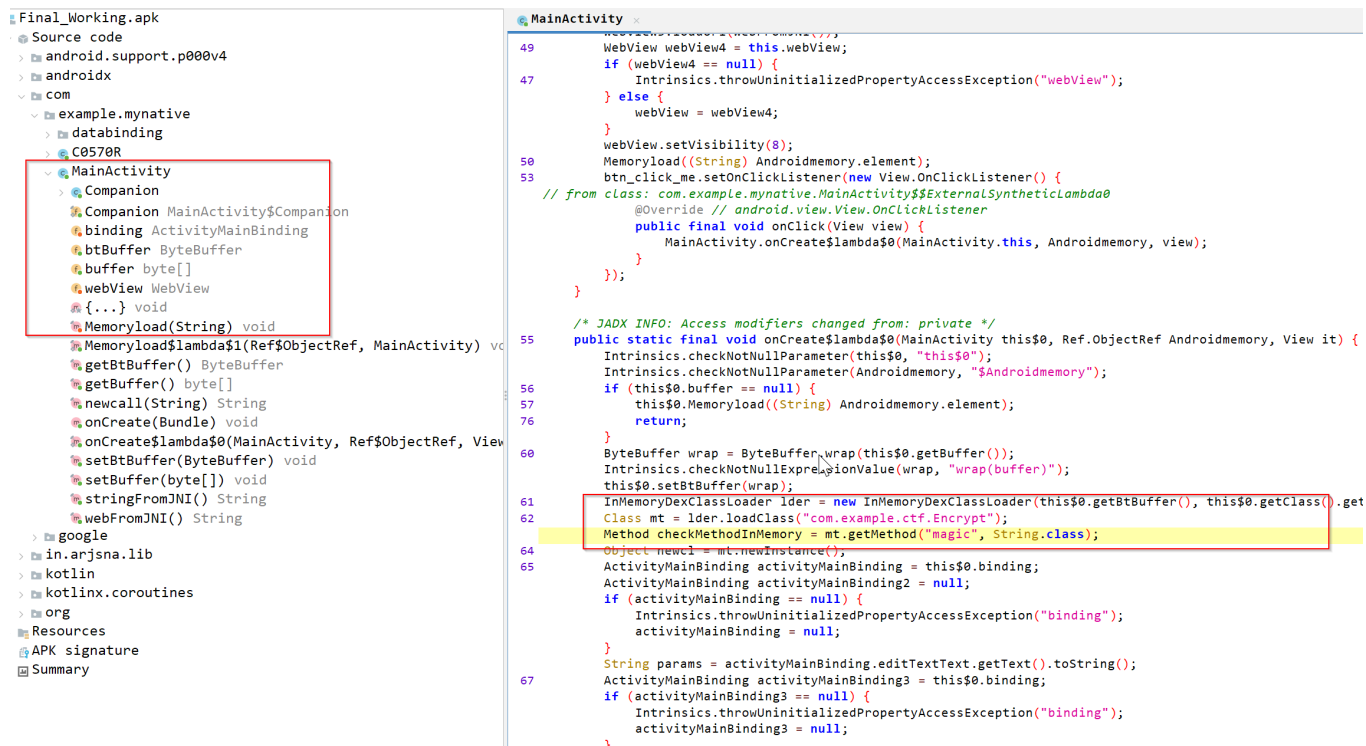 Final_Working.apk
Source code
android.support.p000v4
androidx
com
example.mynative
databinding
C0570R
MainActivity
Companion
Companion MainActivity$Companion
binding ActivityMainBinding
btBuffer ByteBuffer
buffer byte[]
webView WebView
{...} void
Memoryload(String) void
Memoryload$lambda$1(Ref$ObjectRef, MainActivity) vo
getBtBuffer() ByteBuffer
getBuffer() byte[]
newcall(String) String
onCreate(Bundle) void
onCreate$lambda$0(MainActivity, Ref$ObjectRef, View
setBtBuffer(ByteBuffer) void
setBuffer(byte[]) void
stringFromJNI() String
webFromJNI() String
google
in.arjsna.lib
kotlin
kotlinx.coroutines
org
Resources
APK signature
Summary
MainActivity ×
49 WebView webView4 = this.webView;
if (webView4 == null) {
47 Intrinsics.throwUninitializedPropertyAccessException("webView");
} else {
webView = webView4;
}
webView.setVisibility(8);
50 Memoryload((String) Androidmemory.element);
53 btn_click_me.setOnClickListener(new View.OnClickListener() {
// from class: com.example.mynative.MainActivity$$ExternalSyntheticLambda0
@Override // android.view.View.OnClickListener
public final void onClick(View view) {
MainActivity.onCreate$lambda$0(MainActivity.this, Androidmemory, view);
}
});
}
/* JADX INFO: Access modifiers changed from: private */
55 public static final void onCreate$lambda$0(MainActivity this$0, Ref.ObjectRef Androidmemory, View it) {
Intrinsics.checkNotNullParameter(this$0, "this$0");
Intrinsics.checkNotNullParameter(Androidmemory, "$Androidmemory");
56 if (this$0.buffer == null) {
57 this$0.Memoryload((String) Androidmemory.element);
76 return;
}
60 ByteBuffer wrap = ByteBuffer.wrap(this$0.getBuffer());
Intrinsics.checkNotNullExpressionValue(wrap, "wrap(buffer)");
this$0.setBtBuffer(wrap);
61 InMemoryDexClassLoader lder = new InMemoryDexClassLoader(this$0.getBtBuffer(), this$0.getClass().get
62 Class mt = lder.loadClass("com.example.ctf.Encrypt");
Method checkMethodInMemory = mt.getMethod("magic", String.class);
64 Object newcl = mt.newInstance();
65 ActivityMainBinding activityMainBinding = this$0.binding;
ActivityMainBinding activityMainBinding2 = null;
if (activityMainBinding == null) {
Intrinsics.throwUninitializedPropertyAccessException("binding");
activityMainBinding = null;
}
String params = activityMainBinding.editTextText.getText().toString();
67 ActivityMainBinding activityMainBinding3 = this$0.binding;
if (activityMainBinding3 == null) {
Intrinsics.throwUninitializedPropertyAccessException("binding");
activityMainBinding3 = null;
}